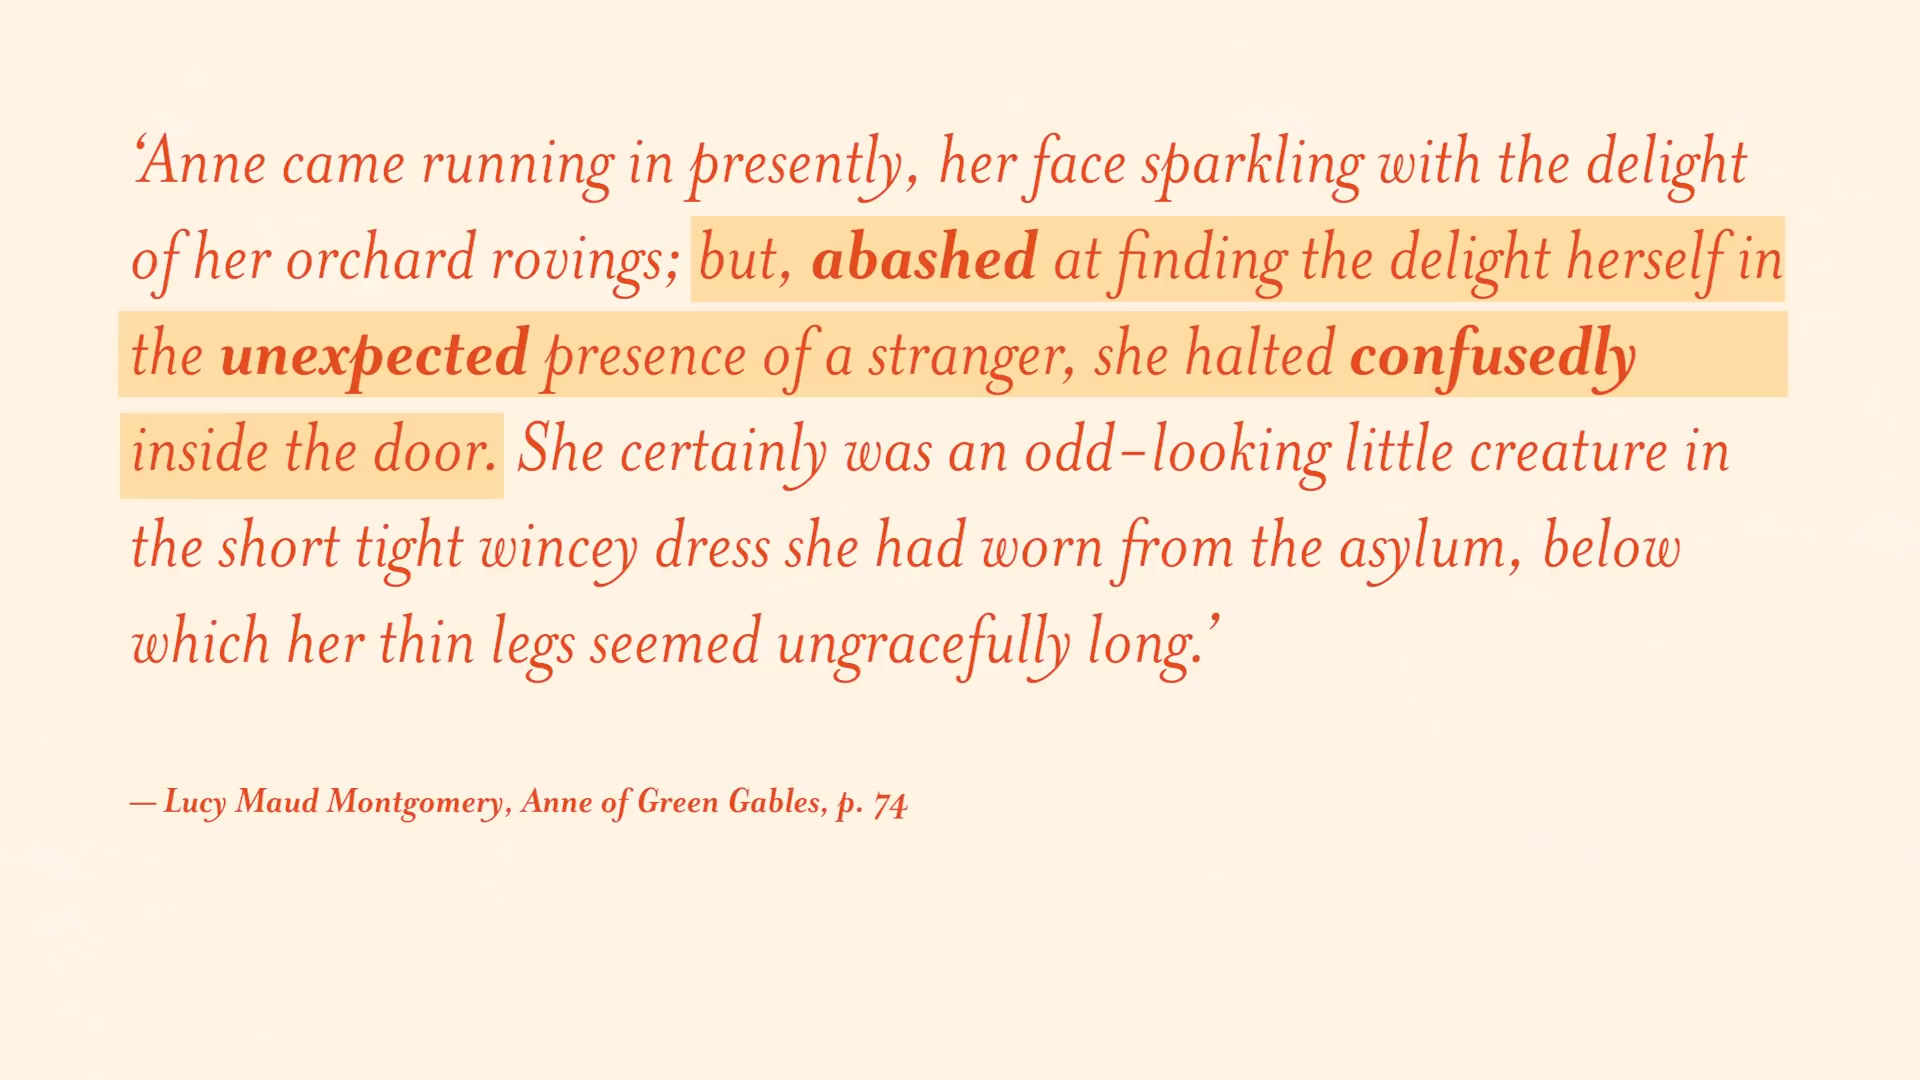 ‘Anne came running in presently, her face sparkling with the delight
of her orchard rovings; but, abashed at finding the delight herself in
the unexpected presence of a stranger, she halted confusedly
inside the door. She certainly was an odd-looking little creature in
the short tight wincey dress she had worn from the asylum, below
which her thin legs seemed ungracefully long.’
— Lucy Maud Montgomery, Anne of Green Gables, p. 74